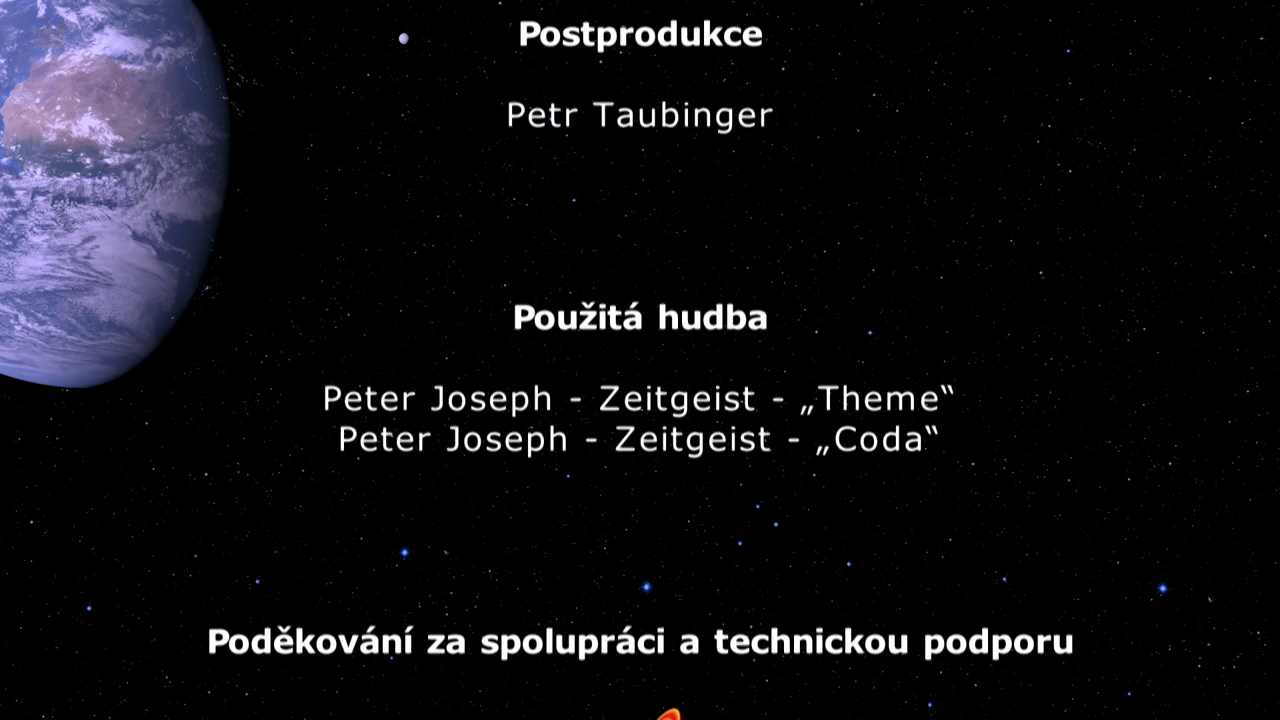 Postprodukce
Petr Taubinger
Použitá hudba
Peter Joseph - Zeitgeist - „Theme“
Peter Joseph - Zeitgeist - „Coda“
Poděkování za spolupráci a technickou podporu